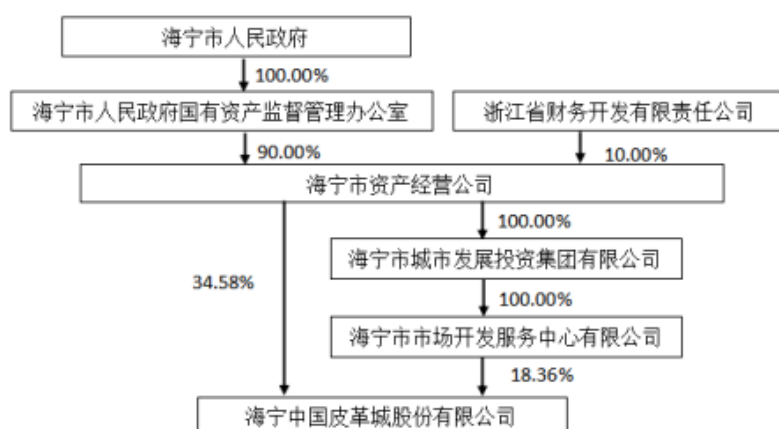 海宁市人民政府
100.00%
海宁市人民政府国有资产监督管理办公室
浙江省财务开发有限责任公司
90.00%
10.00%
海宁市资产经营公司
100.00%
海宁市城市发展投资集团有限公司
34.58%
100.00%
海宁市市场开发服务中心有限公司
18.36%
海宁中国皮革城股份有限公司